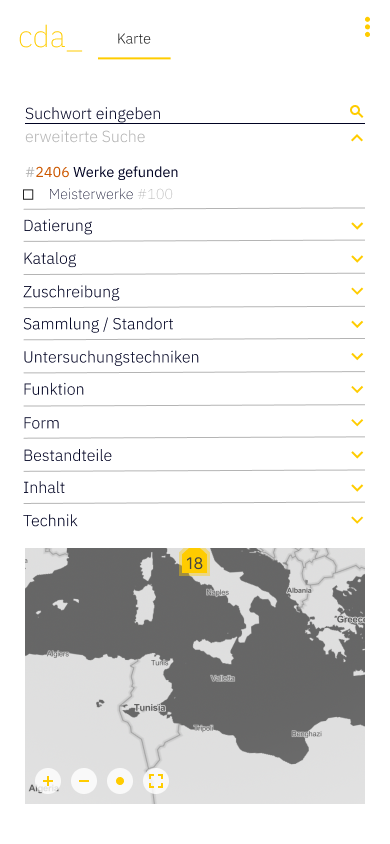 cda_
Karte
Suchwort eingeben
erweiterte Suche
#2406 Werke gefunden
Meisterwerke #100
Datierung
Katalog
Zuschreibung
Sammlung / Standort
Untersuchungstechniken
Funktion
Form
Bestandteile
Inhalt
Technik
18
Naples
Albania
Greece
Algiers
Tunis
Valletta
Tunisia
Tripoli
Benghazi